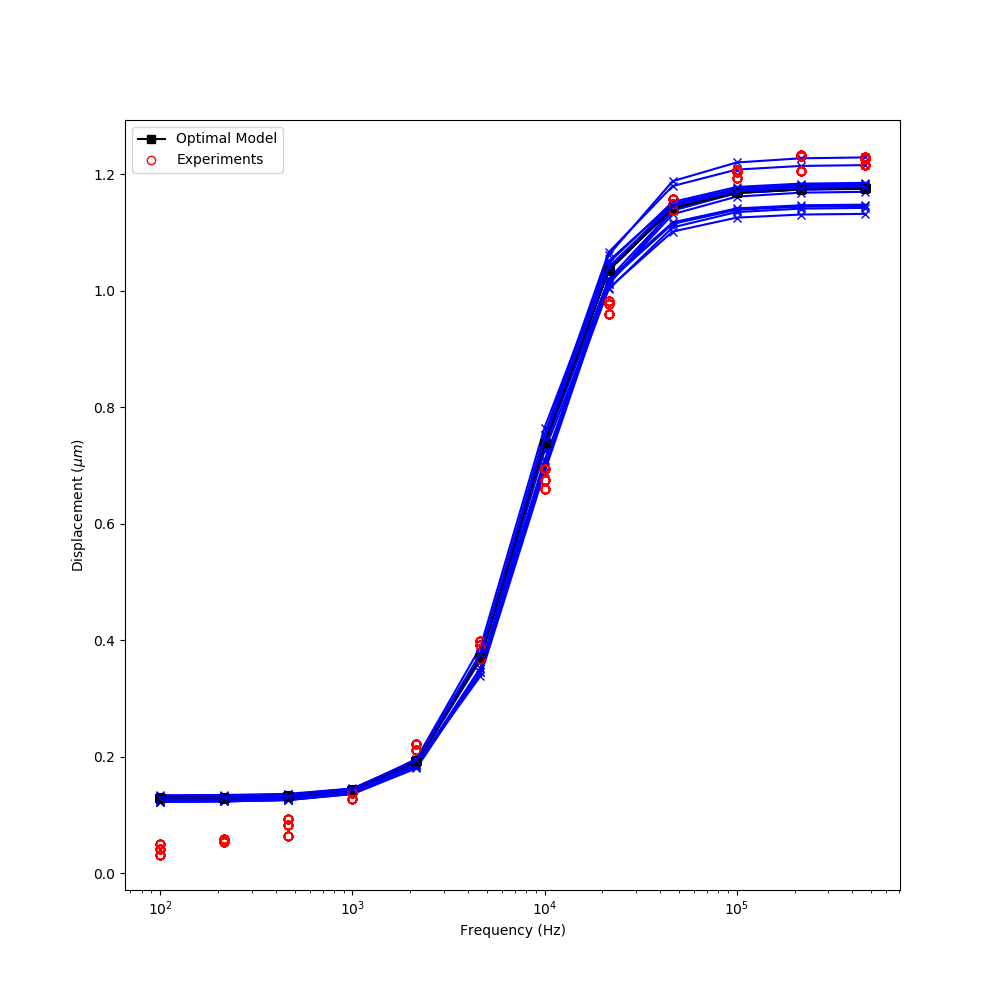 Optimal Model
Experiments
1.2
1.0
0.8
0.6
0.4
0.2
0.0
Displacement (μm)
10²
10³
10⁴
10⁵
Frequency (Hz)